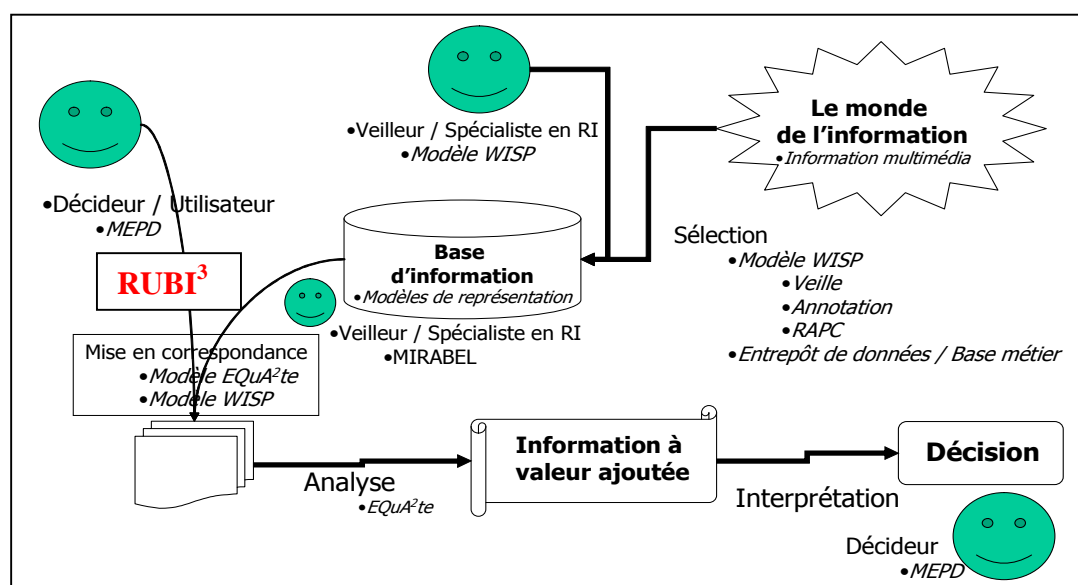 •Veilleur / Spécialiste en RI
•Modèle WISP
Le monde
de l'information
•Information multimédia
•Décideur / Utilisateur
•MEPD
RUBI³
Base
d'information
•Modèles de représentation
•Veilleur / Spécialiste en RI
•MIRABEL
Sélection
•Modèle WISP
•Veille
•Annotation
•RAPC
•Entrepôt de données / Base métier
Mise en correspondance
•Modèle EQuA²te
•Modèle WISP
Analyse
•EQuA²te
Information à
valeur ajoutée
Interprétation
Décision
Décideur
•MEPD